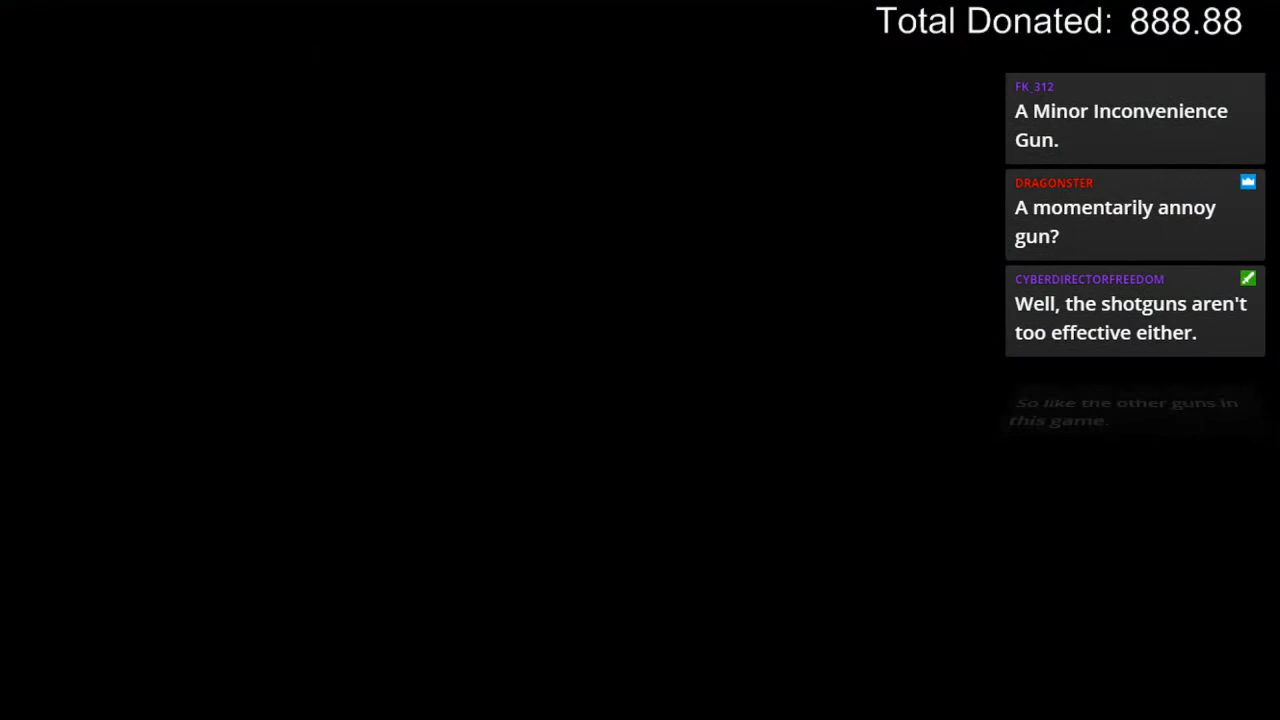 Total Donated: 888.88
FK_312
A Minor Inconvenience
Gun.
DRAGONSTER
A momentarily annoy
gun?
CYBERDIRECTORFREEDOM
Well, the shotguns aren't
too effective either.
So like the other guns in
this game.